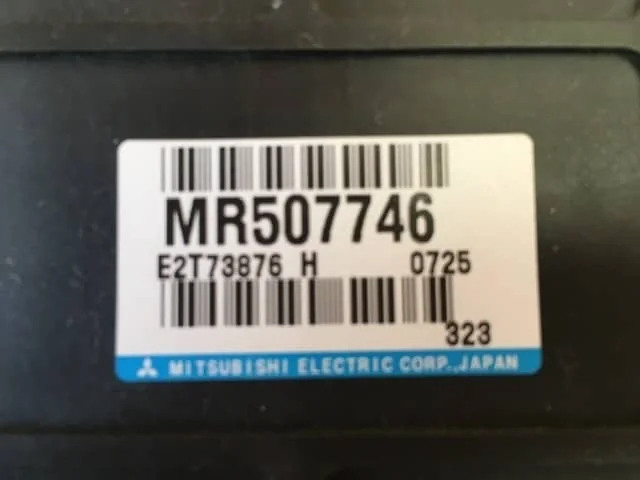 MR507746
E2T73876 H 0725
323
MITSUBISHI ELECTRIC CORP.,JAPAN